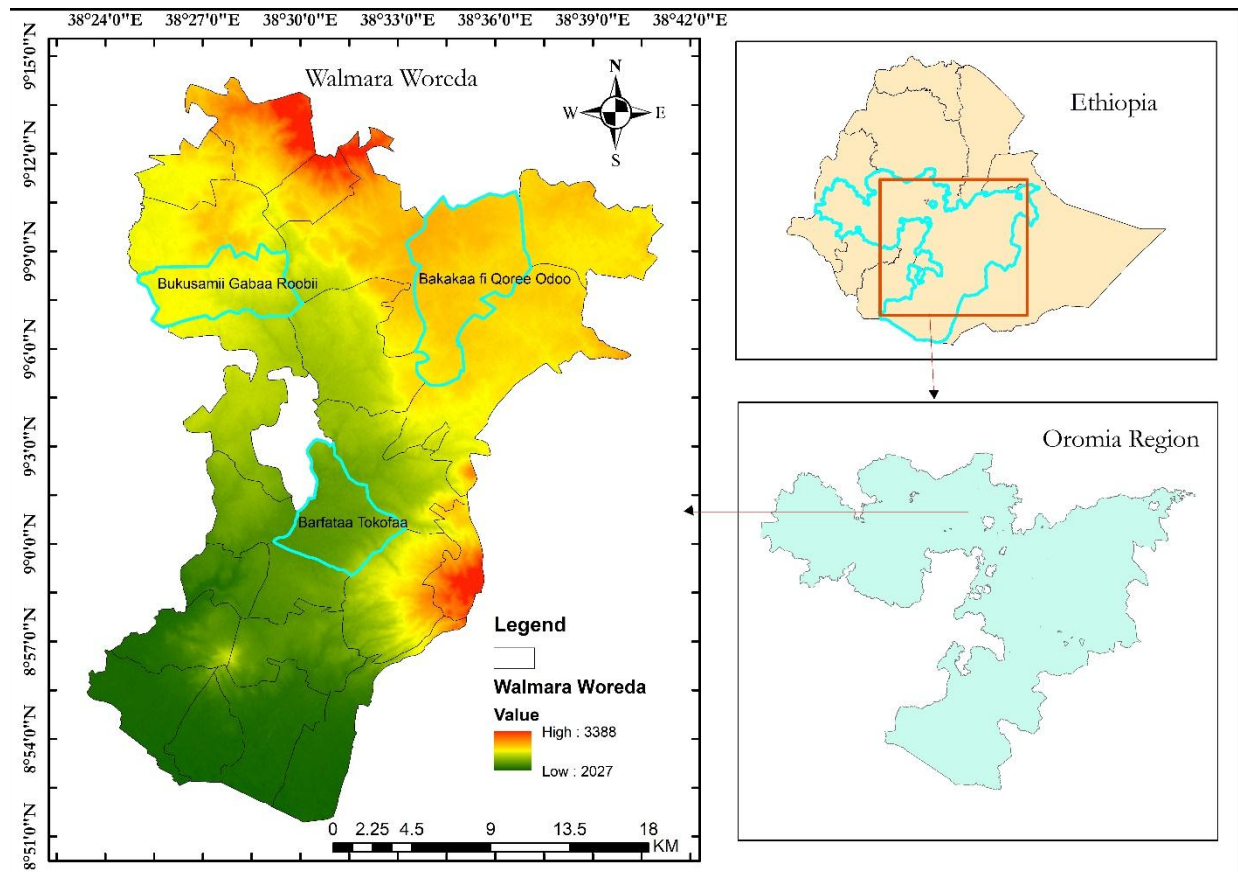 38°24'0"E 38°27'0"E 38°30'0"E 38°33'0"E 38°36'0"E 38°39'0"E 38°42'0"E
9°15'0"N
9°12'0"N
9°9'0"N
9°6'0"N
9°3'0"N
9°0'0"N
8°57'0"N
8°54'0"N
8°51'0"N
Walmara Woreda
N
W E
S
Bukusamii Gabaa Roobii
Bakakaa fi Qoree Odoo
Barfataa Tokofaa
Legend
Walmara Woreda
Value
High : 3388
Low : 2027
0 2.25 4.5 9 13.5 18
KM
Ethiopia
Oromia Region